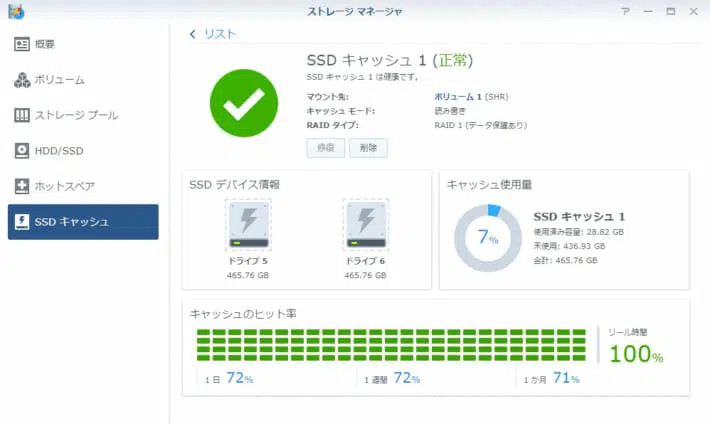 ストレージ マネージャ
?
概要
ボリューム
ストレージ プール
HDD/SSD
ホットスペア
SSD キャッシュ
リスト
SSD キャッシュ 1 (正常)
SSD キャッシュ 1 は健康です。
マウント先: ボリューム 1 (SHR)
キャッシュ モード: 読み書き
RAID タイプ: RAID 1 (データ保護あり)
修復 削除
SSD デバイス情報
ドライブ 5 ドライブ 6
465.76 GB 465.76 GB
キャッシュ使用量
7%
SSD キャッシュ 1
使用済み容量: 28.82 GB
未使用: 436.93 GB
合計: 465.76 GB
キャッシュのヒット率
リール時間
100%
1 日 72% 1 週間 72% 1 か月 71%